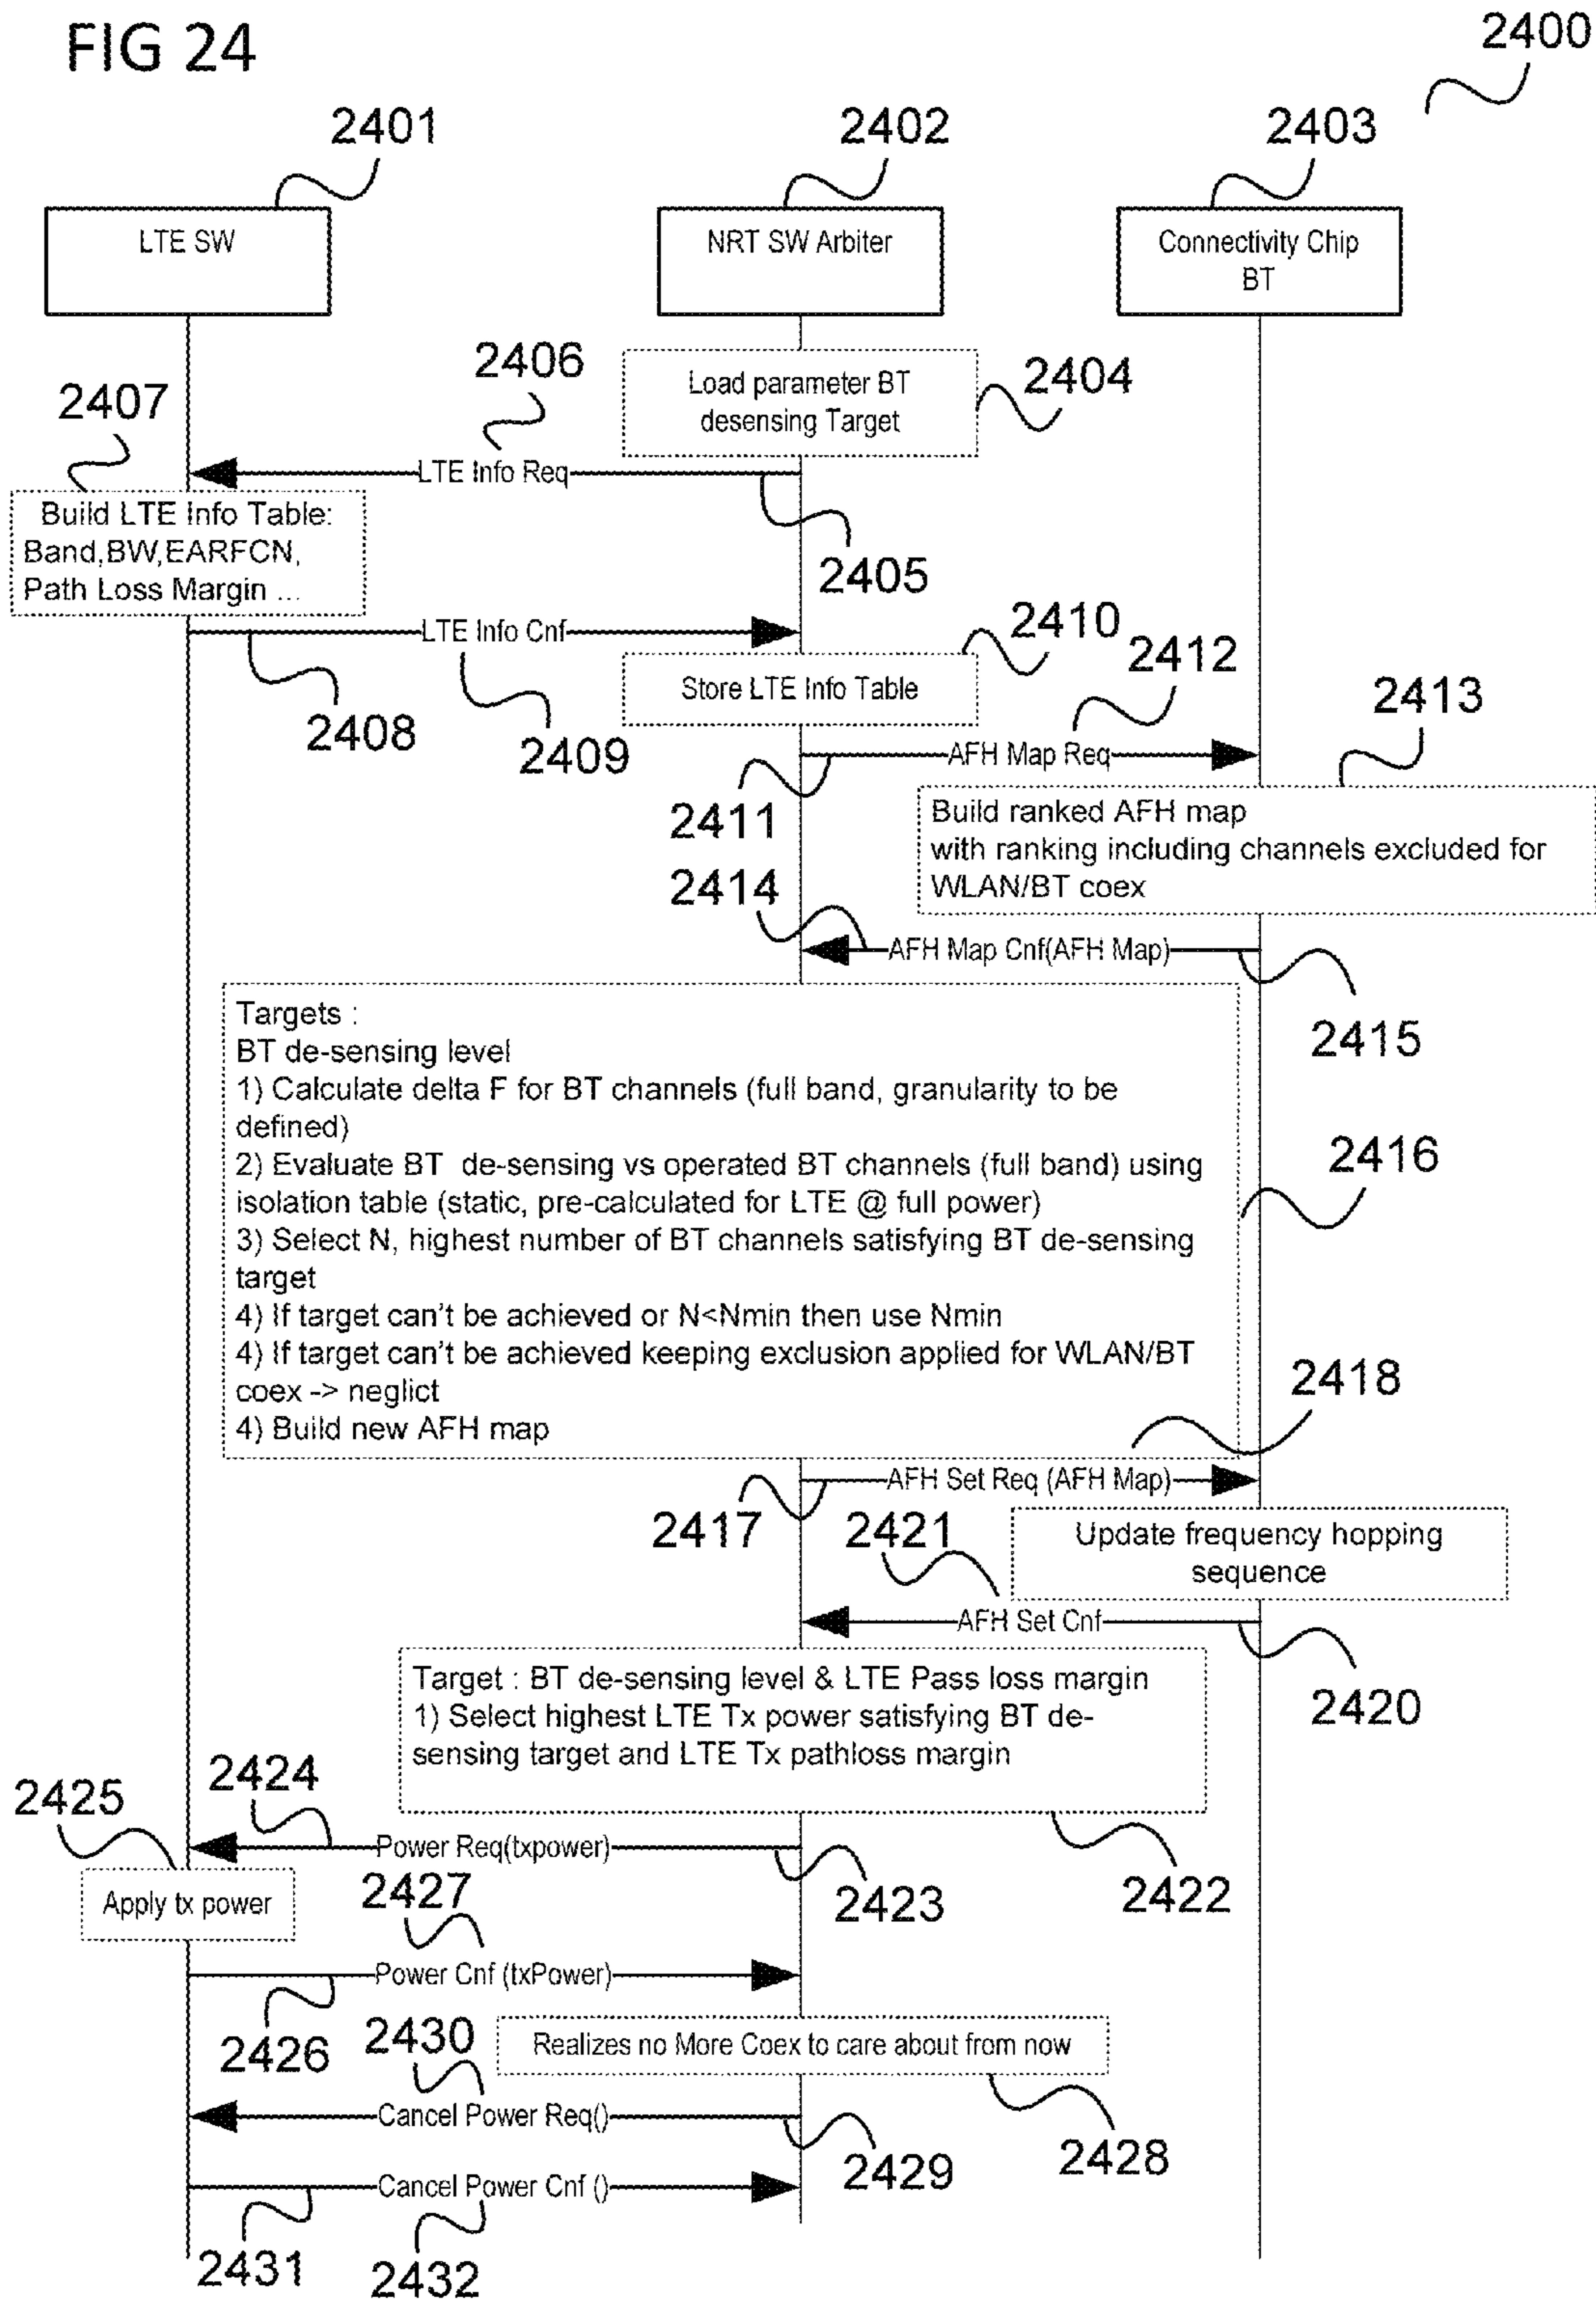 FIG 24
2400
2401
2402
2403
LTE SW
NRT SW Arbiter
Connectivity Chip
BT
2406
Load parameter BT
desensing Target
2404
2407
LTE Info Req
Build LTE Info Table:
Band,BW,EARFCN,
Path Loss Margin ...
2405
LTE Info Cnf
2410
2412
Store LTE Info Table
2413
2408
2409
AFH Map Req
2411
Build ranked AFH map
with ranking including channels excluded for
WLAN/BT coex
2414
AFH Map Cnf(AFH Map)
2415
Targets :
BT de-sensing level
1) Calculate delta F for BT channels (full band, granularity to be
defined)
2) Evaluate BT de-sensing vs operated BT channels (full band) using
isolation table (static, pre-calculated for LTE @ full power)
3) Select N, highest number of BT channels satisfying BT de-sensing
target
4) If target can't be achieved or N<Nmin then use Nmin
4) If target can't be achieved keeping exclusion applied for WLAN/BT
coex -> neglict
4) Build new AFH map
2416
2418
AFH Set Req (AFH Map)
2417
2421
Update frequency hopping
sequence
AFH Set Cnf
2420
Target : BT de-sensing level & LTE Pass loss margin
1) Select highest LTE Tx power satisfying BT de-
sensing target and LTE Tx pathloss margin
2424
2425
Power Req(txpower)
2422
2423
Apply tx power
2427
Power Cnf (txPower)
2426
2430
Realizes no More Coex to care about from now
Cancel Power Req()
2429
2428
Cancel Power Cnf ()
2431
2432